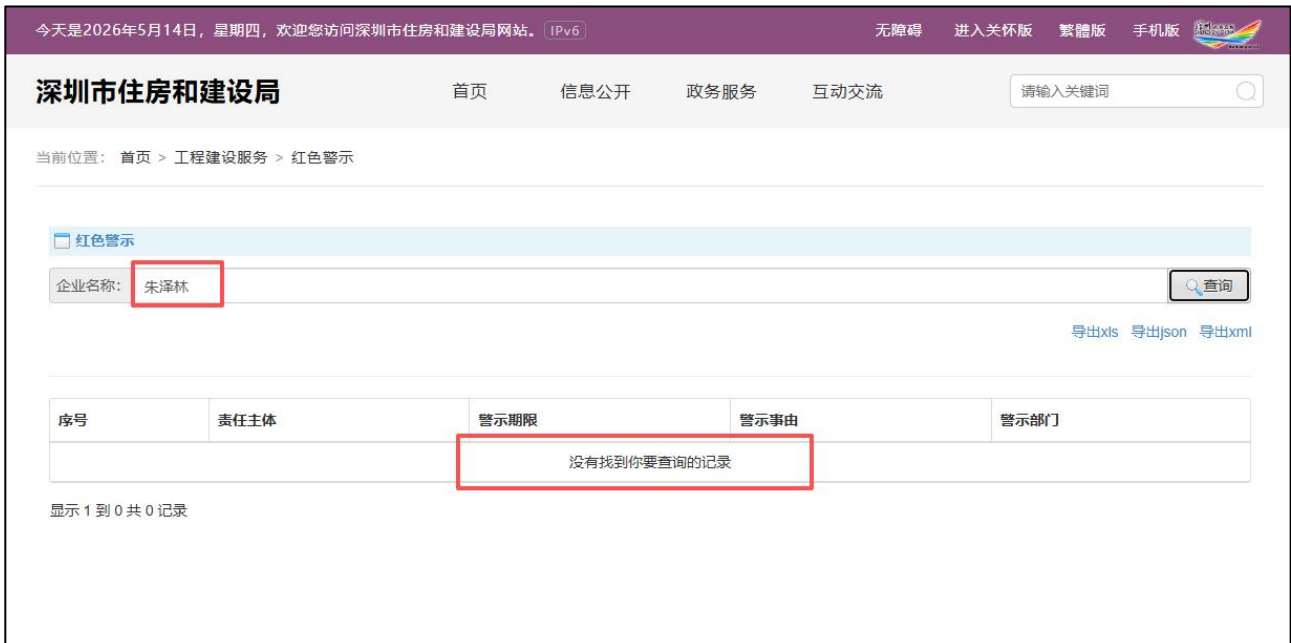 今天是2026年5月14日，星期四，欢迎您访问深圳市住房和建设局网站。 IPv6 无障碍 进入关怀版 繁體版 手机版
深圳市住房和建设局 首页 信息公开 政务服务 互动交流 请输入关键词
当前位置： 首页 > 工程建设服务 > 红色警示
红色警示
企业名称： 朱泽林 查询
导出xls 导出json 导出xml
序号 责任主体 警示期限 警示事由 警示部门
没有找到你要查询的记录
显示 1 到 0 共 0 记录